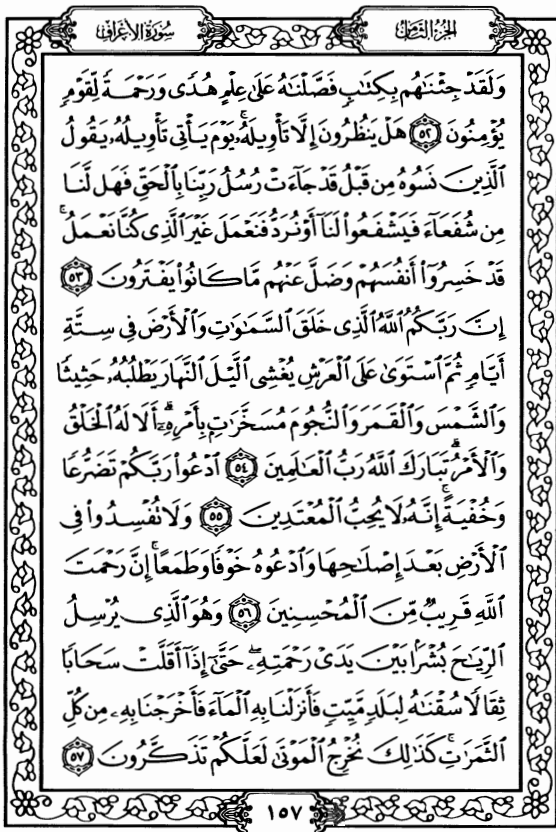 الجزء الثامن
سورة الأعراف
وَلَقَدْ جِئْنَٰهُم بِكِتَٰبٍ فَصَّلْنَٰهُ عَلَىٰ عِلْمٍ هُدًى وَرَحْمَةً لِّقَوْمٍ
يُؤْمِنُونَ ٥٢ هَلْ يَنظُرُونَ إِلَّا تَأْوِيلَهُۥ ۚ يَوْمَ يَأْتِى تَأْوِيلُهُۥ يَقُولُ
ٱلَّذِينَ نَسُوهُ مِن قَبْلُ قَدْ جَآءَتْ رُسُلُ رَبِّنَا بِٱلْحَقِّ فَهَل لَّنَا
مِن شُفَعَآءَ فَيَشْفَعُوا۟ لَنَآ أَوْ نُرَدُّ فَنَعْمَلَ غَيْرَ ٱلَّذِى كُنَّا نَعْمَلُ ۚ
قَدْ خَسِرُوٓا۟ أَنفُسَهُمْ وَضَلَّ عَنْهُم مَّا كَانُوا۟ يَفْتَرُونَ ٥٣
إِنَّ رَبَّكُمُ ٱللَّهُ ٱلَّذِى خَلَقَ ٱلسَّمَٰوَٰتِ وَٱلْأَرْضَ فِى سِتَّةِ
أَيَّامٍ ثُمَّ ٱسْتَوَىٰ عَلَى ٱلْعَرْشِ يُغْشِى ٱلَّيْلَ ٱلنَّهَارَ يَطْلُبُهُۥ حَثِيثًا
وَٱلشَّمْسَ وَٱلْقَمَرَ وَٱلنُّجُومَ مُسَخَّرَٰتٍۭ بِأَمْرِهِۦٓ ۗ أَلَا لَهُ ٱلْخَلْقُ
وَٱلْأَمْرُ ۗ تَبَارَكَ ٱللَّهُ رَبُّ ٱلْعَٰلَمِينَ ٥٤ ٱدْعُوا۟ رَبَّكُمْ تَضَرُّعًا
وَخُفْيَةً ۚ إِنَّهُۥ لَا يُحِبُّ ٱلْمُعْتَدِينَ ٥٥ وَلَا تُفْسِدُوا۟ فِى
ٱلْأَرْضِ بَعْدَ إِصْلَٰحِهَا وَٱدْعُوهُ خَوْفًا وَطَمَعًا ۚ إِنَّ رَحْمَتَ
ٱللَّهِ قَرِيبٌ مِّنَ ٱلْمُحْسِنِينَ ٥٦ وَهُوَ ٱلَّذِى يُرْسِلُ
ٱلرِّيَٰحَ بُشْرًۢا بَيْنَ يَدَىْ رَحْمَتِهِۦ ۖ حَتَّىٰٓ إِذَآ أَقَلَّتْ سَحَابًا
ثِقَالًا سُقْنَٰهُ لِبَلَدٍ مَّيِّتٍ فَأَنزَلْنَا بِهِ ٱلْمَآءَ فَأَخْرَجْنَا بِهِۦ مِن كُلِّ
ٱلثَّمَرَٰتِ ۚ كَذَٰلِكَ نُخْرِجُ ٱلْمَوْتَىٰ لَعَلَّكُمْ تَذَكَّرُونَ ٥٧
١٥٧